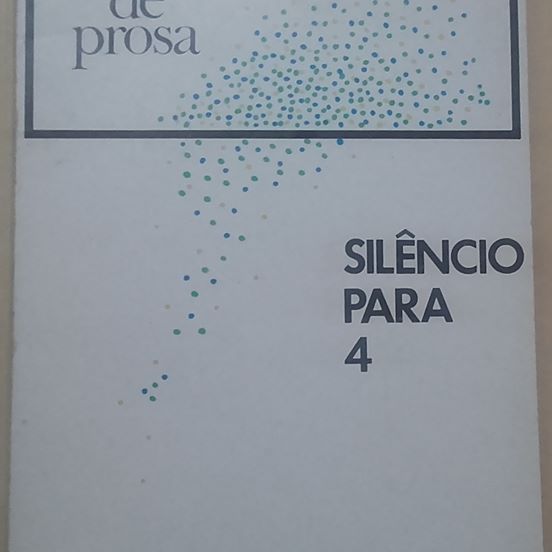 de
prosa
SILÊNCIO
PARA
4